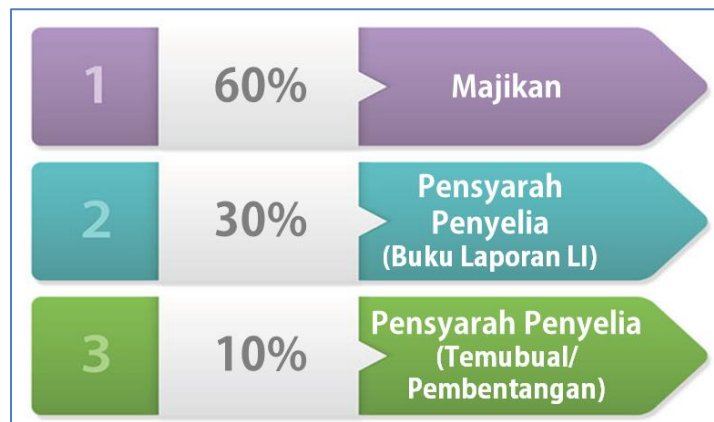 1
60%
Majikan
2
30%
Pensyarah
Penyelia
(Buku Laporan LI)
3
10%
Pensyarah Penyelia
(Temubual/
Pembentangan)